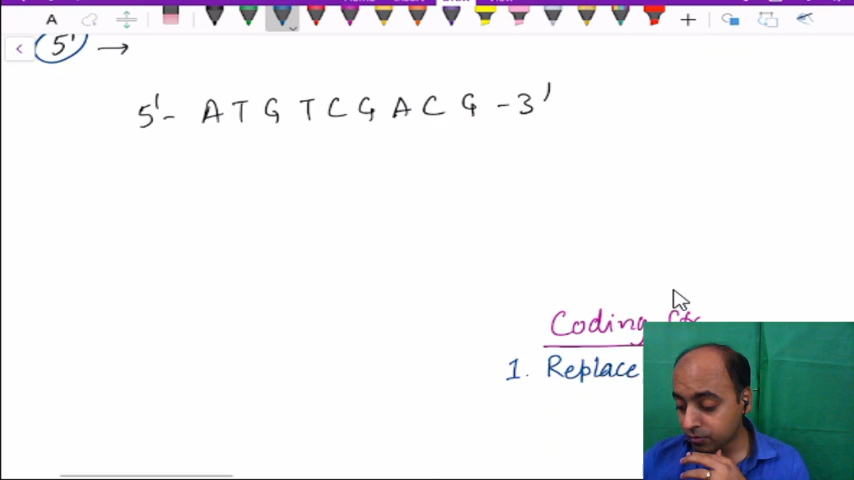 5' →
5'- A T G T C G A C G - 3'
Coding
1. Replace